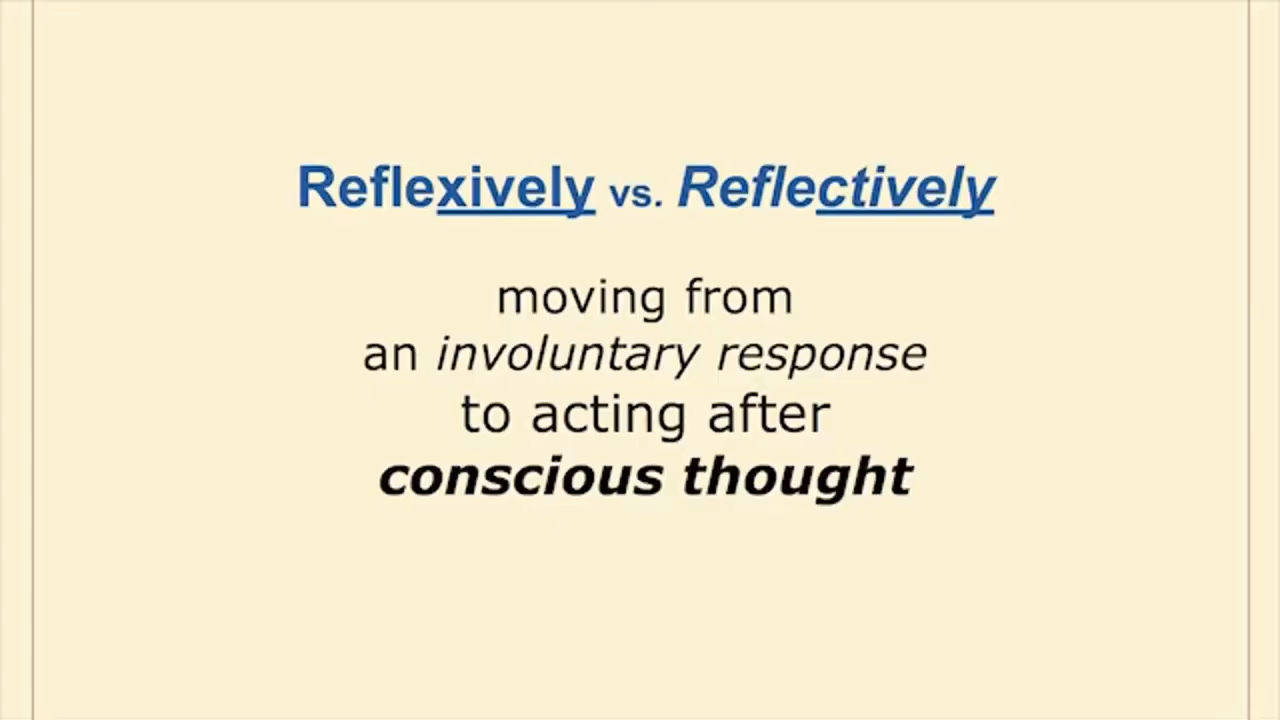 Reflexively vs. Reflectively
moving from
an involuntary response
to acting after
conscious thought